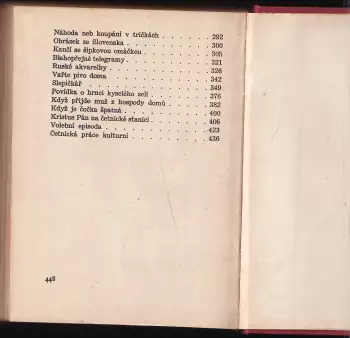 Náhoda neb koupání v tričkách . . . . . . . 292
Obrázek ze Slovenska . . . . . . . . . . . 300
Kančí se šípkovou omáčkou . . . . . . . . . 305
Blahopřejné telegramy . . . . . . . . . . . 321
Ruské akvarelky . . . . . . . . . . . . . . 326
Vařte pivo doma . . . . . . . . . . . . . . 342
Slepičkář . . . . . . . . . . . . . . . . . 349
Povídka o hrnci kyselého zelí . . . . . . . 376
Když přijde muž z hospody domů . . . . . . 382
Když je čočka špatná . . . . . . . . . . . 400
Kristus Pán na četnické stanici . . . . . . 406
Volební episoda . . . . . . . . . . . . . . 423
Četnická práce kulturní . . . . . . . . . . 436
448